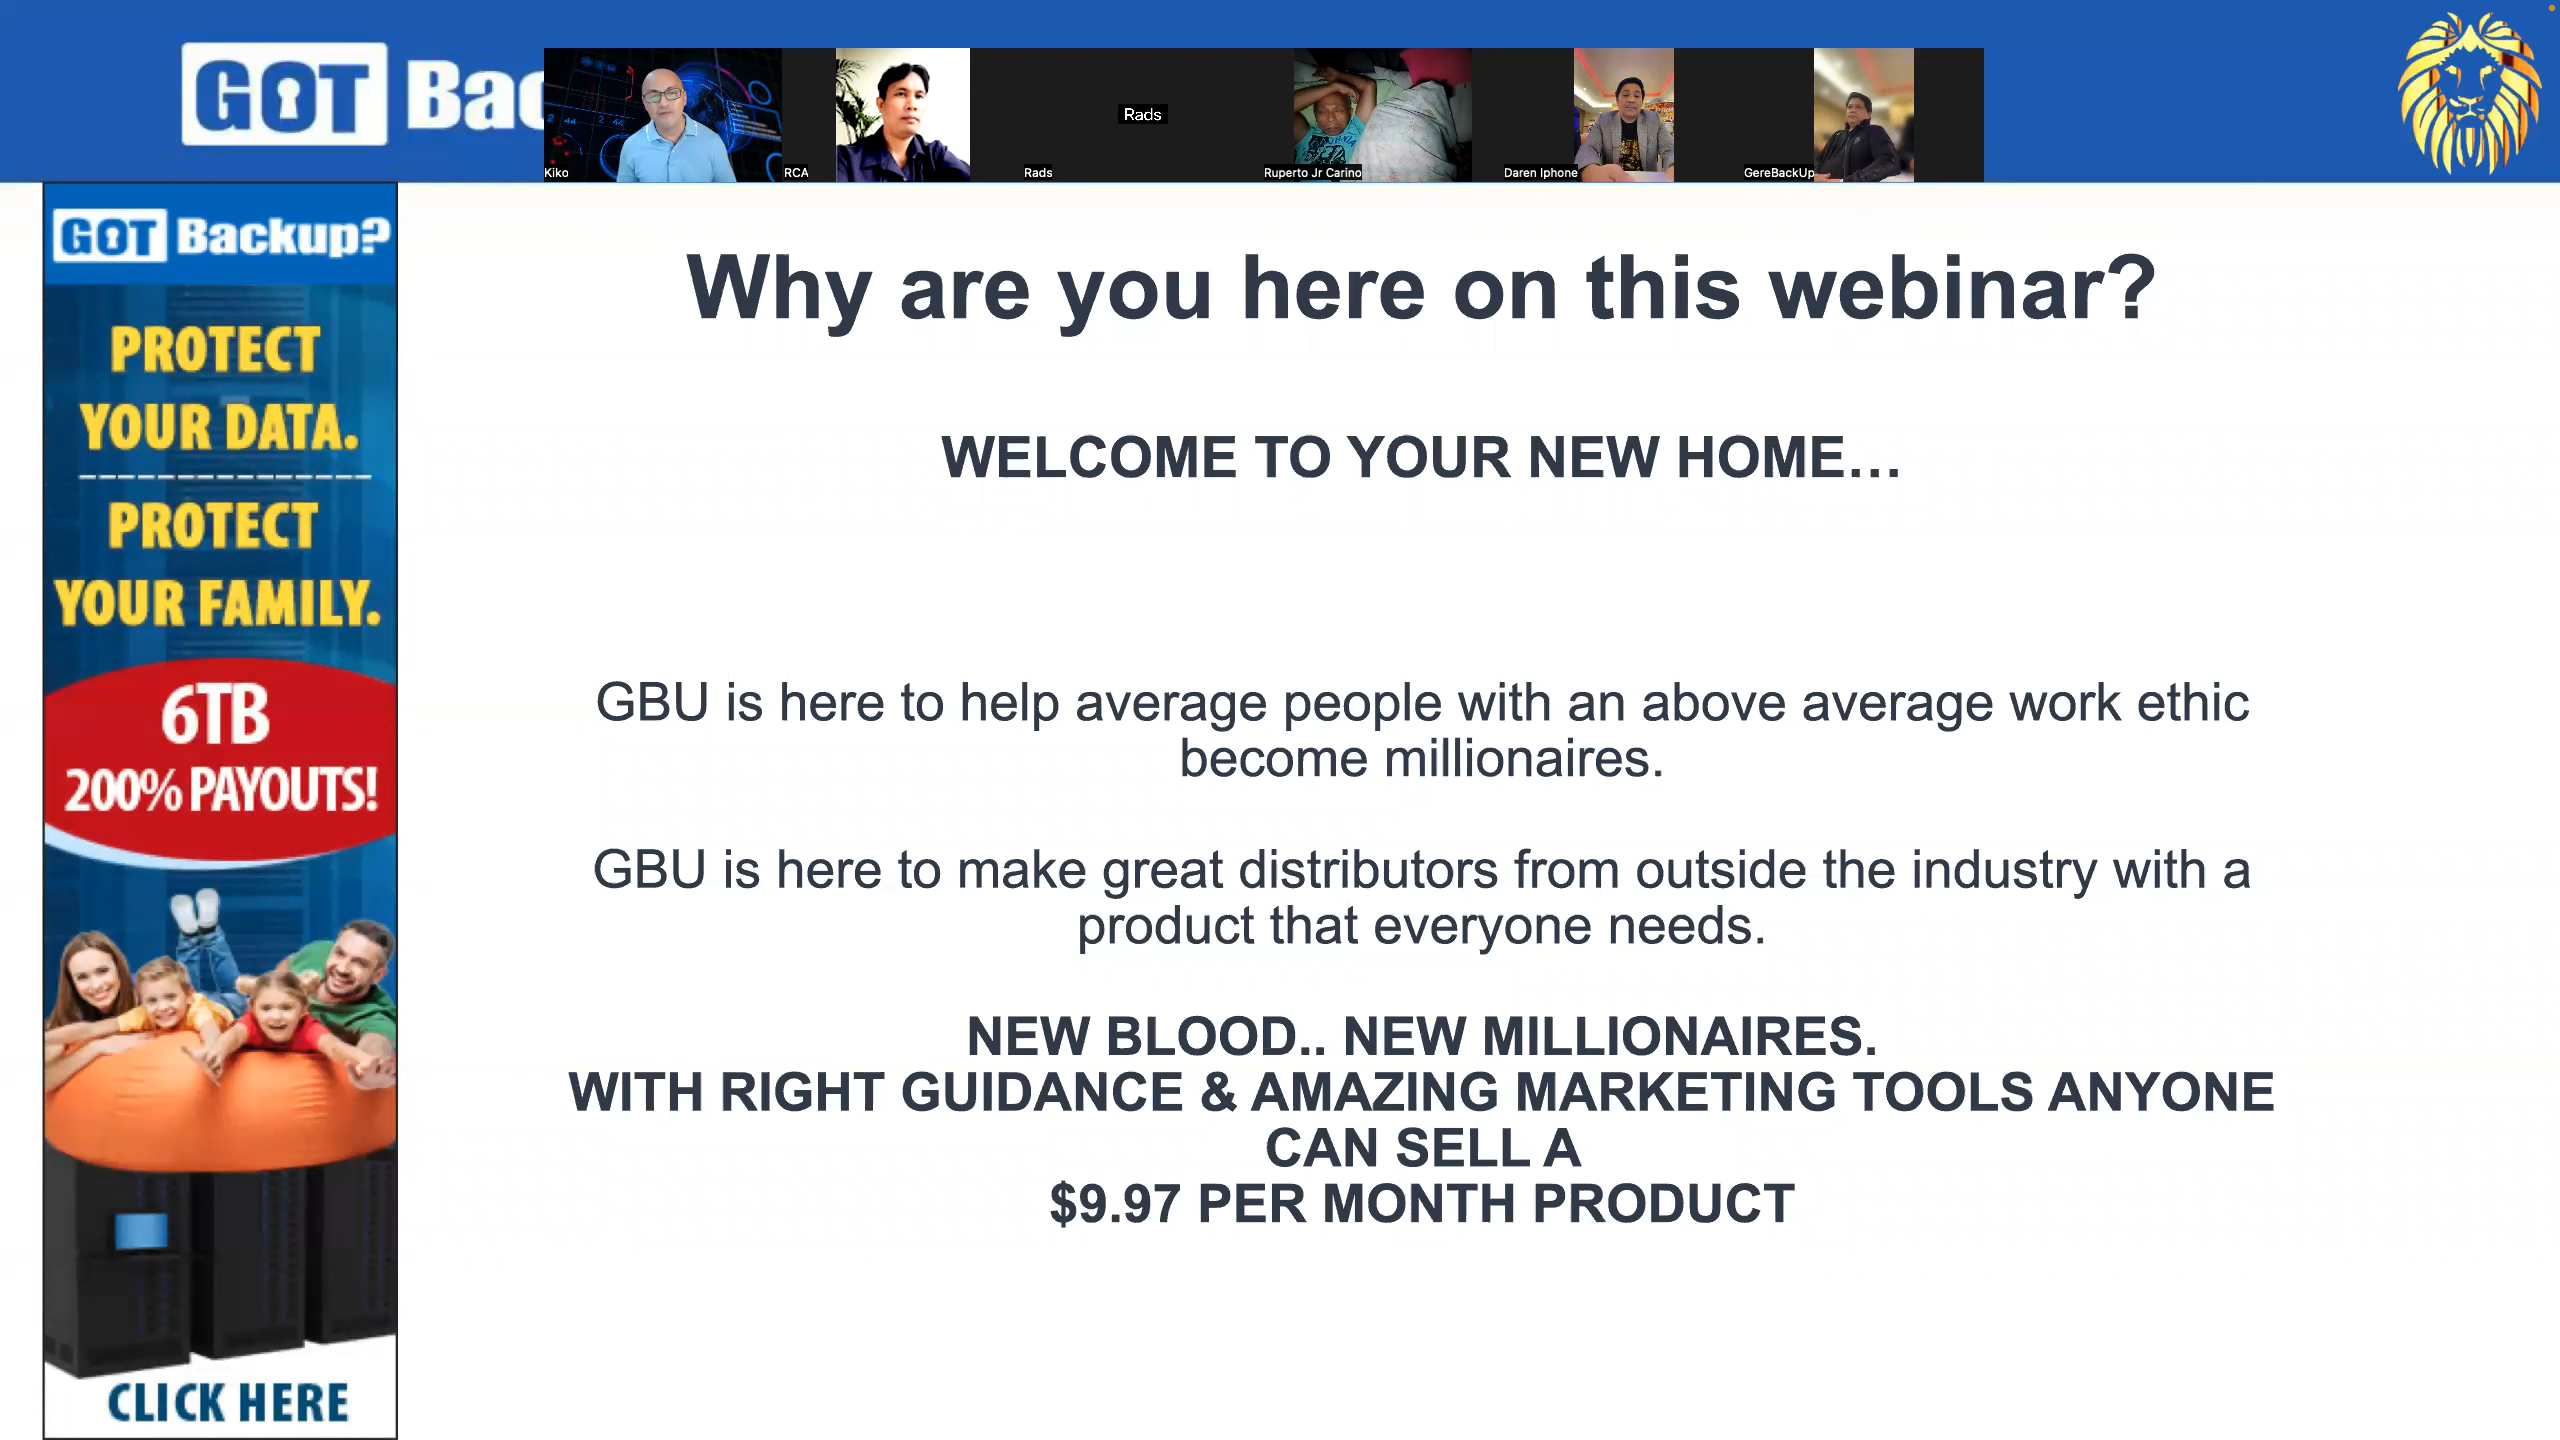 GOT Bac
Kiko
RCA
Rads
Rads
Ruperto Jr Carino
Daren Iphone
GereBackUp
GOT Backup?
PROTECT
YOUR DATA.
PROTECT
YOUR FAMILY.
6TB
200% PAYOUTS!
CLICK HERE
Why are you here on this webinar?
WELCOME TO YOUR NEW HOME…
GBU is here to help average people with an above average work ethic
become millionaires.
GBU is here to make great distributors from outside the industry with a
product that everyone needs.
NEW BLOOD.. NEW MILLIONAIRES.
WITH RIGHT GUIDANCE & AMAZING MARKETING TOOLS ANYONE
CAN SELL A
$9.97 PER MONTH PRODUCT